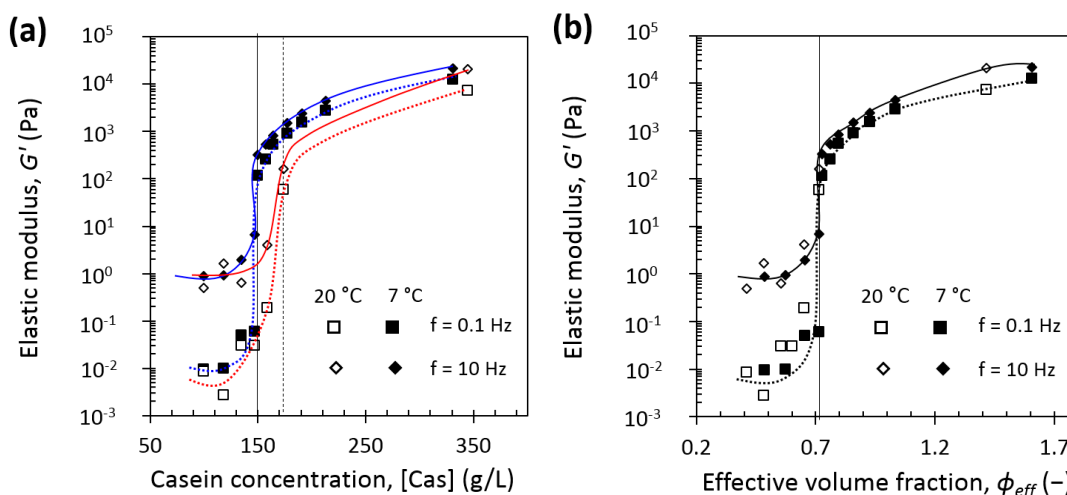 (a)
Elastic modulus, G' (Pa)
10⁵
10⁴
10³
10²
10¹
10⁰
10⁻¹
10⁻²
10⁻³
20 °C 7 °C
f = 0.1 Hz
f = 10 Hz
50 150 250 350
Casein concentration, [Cas] (g/L)
(b)
Elastic modulus, G' (Pa)
10⁵
10⁴
10³
10²
10¹
10⁰
10⁻¹
10⁻²
10⁻³
20 °C 7 °C
f = 0.1 Hz
f = 10 Hz
0.2 0.7 1.2 1.7
Effective volume fraction, ϕeff (–)